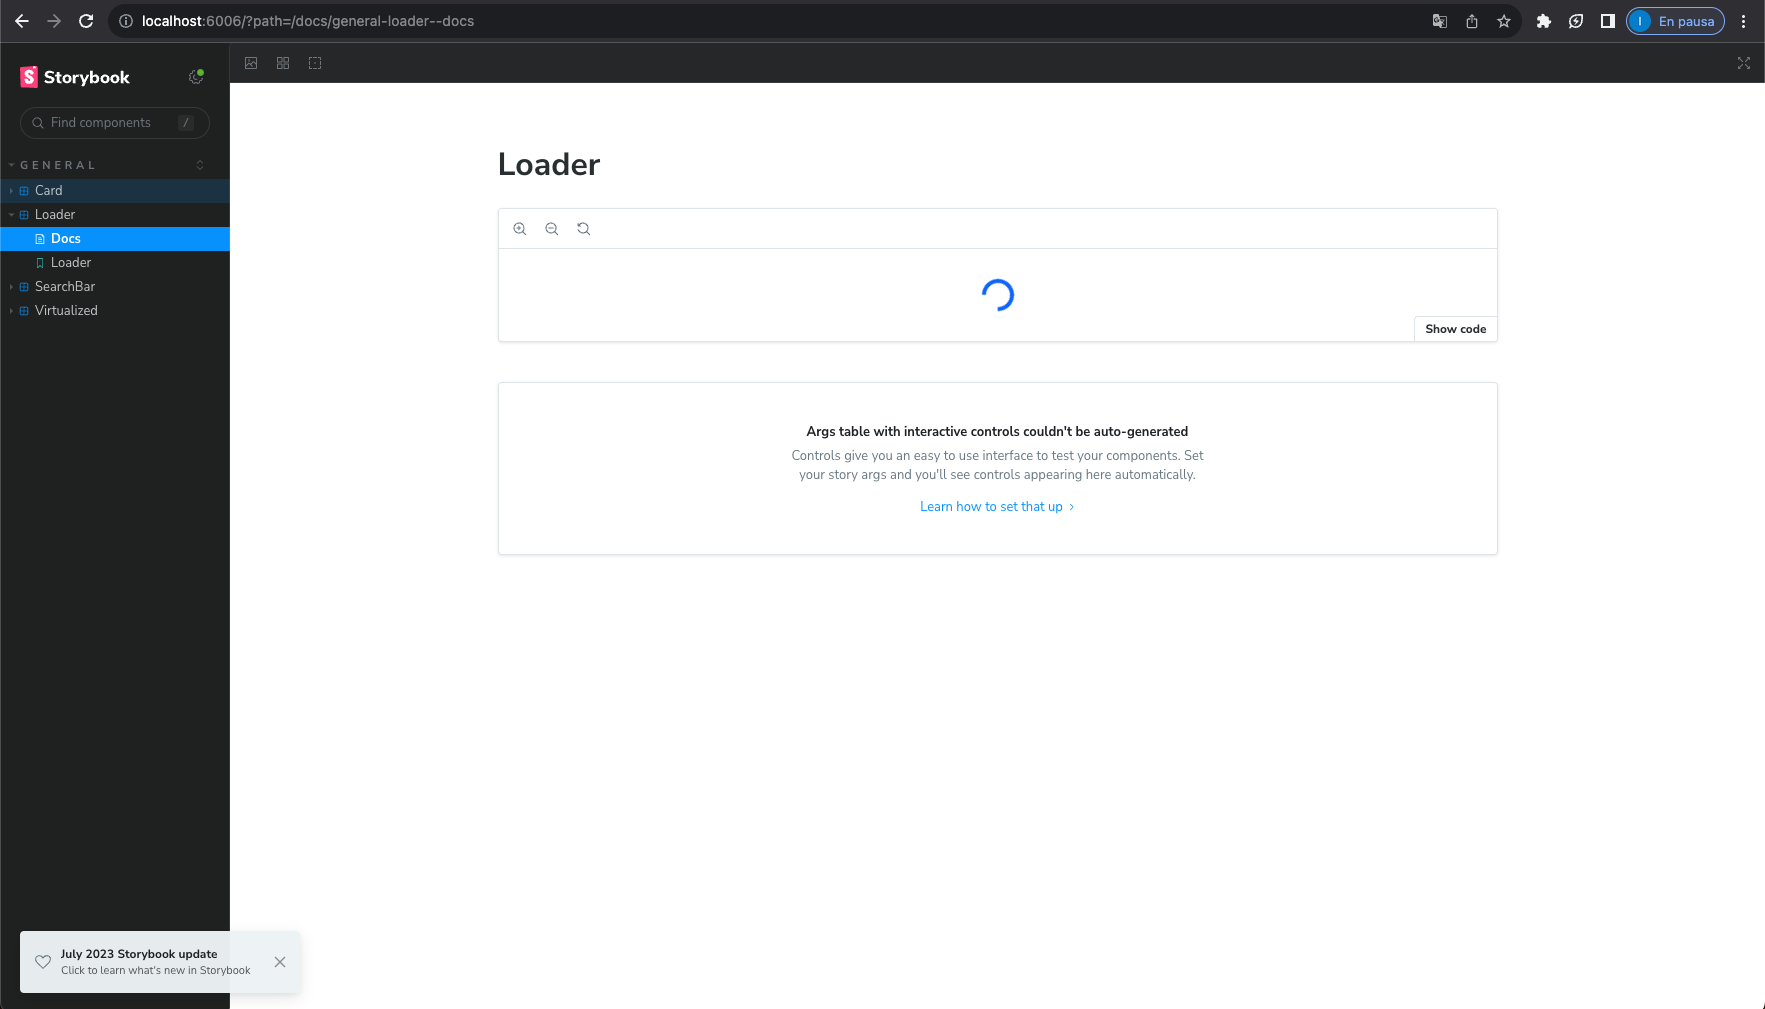 localhost:6006/?path=/docs/general-loader--docs
I En pausa
S Storybook
Find components /
GENERAL
Card
Loader
Docs
Loader
SearchBar
Virtualized
Loader
Show code
Args table with interactive controls couldn't be auto-generated
Controls give you an easy to use interface to test your components. Set
your story args and you'll see controls appearing here automatically.
Learn how to set that up
July 2023 Storybook update
Click to learn what's new in Storybook